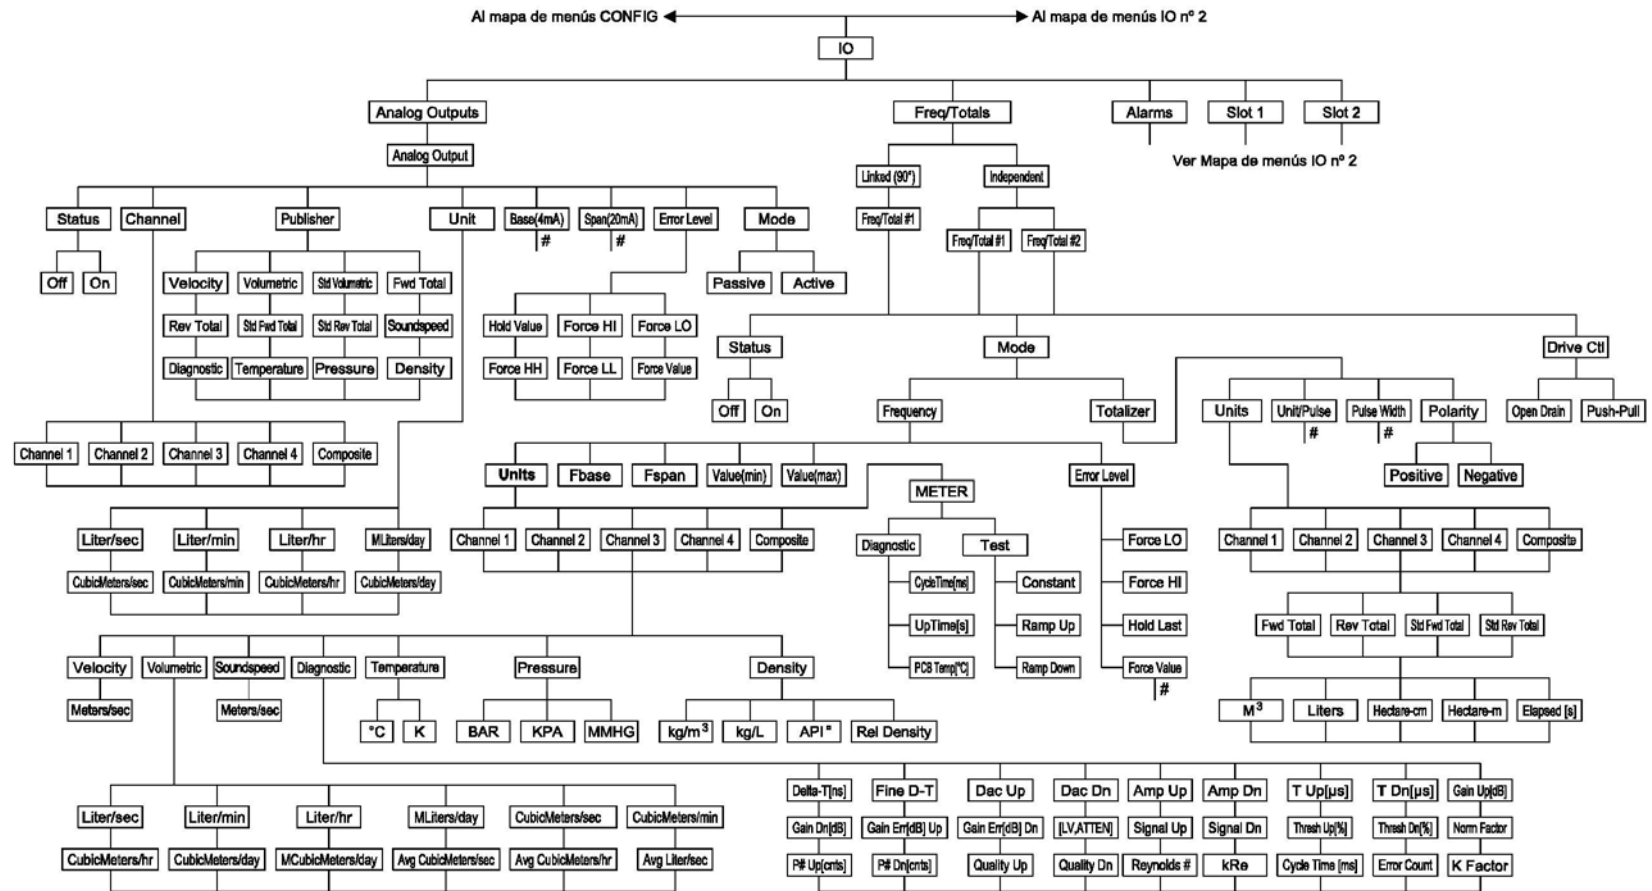 Al mapa de menús CONFIG
Al mapa de menús IO nº 2
IO
Analog Outputs
Freq/Totals
Alarms
Slot 1
Slot 2
Analog Output
Ver Mapa de menús IO nº 2
Linked (90°)
Independent
Status
Channel
Publisher
Unit
Base(4mA)
Span(20mA)
Error Level
Mode
Freq/Total #1
#
#
Freq/Total #1
Freq/Total #2
Off
On
Velocity
Volumetric
Std Volumetric
Fwd Total
Passive
Active
Rev Total
Std Fwd Total
Std Rev Total
Soundspeed
Hold Value
Force HI
Force LO
Status
Mode
Drive Ctl
Diagnostic
Temperature
Pressure
Density
Force HH
Force LL
Force Value
Off
On
Frequency
Totalizer
Units
Unit/Pulse
Pulse Width
Polarity
Open Drain
Push-Pull
#
#
Channel 1
Channel 2
Channel 3
Channel 4
Composite
Units
Fbase
Fspan
Value(min)
Value(max)
Error Level
Positive
Negative
METER
Liter/sec
Liter/min
Liter/hr
MLiters/day
Channel 1
Channel 2
Channel 3
Channel 4
Composite
Diagnostic
Test
Force LO
Channel 1
Channel 2
Channel 3
Channel 4
Composite
CubicMeters/sec
CubicMeters/min
CubicMeters/hr
CubicMeters/day
CycleTime[ms]
Constant
Force HI
UpTime[s]
Ramp Up
Hold Last
Fwd Total
Rev Total
Std Fwd Total
Std Rev Total
Velocity
Volumetric
Soundspeed
Diagnostic
Temperature
Pressure
Density
PCB Temp[°C]
Ramp Down
Force Value
#
Meters/sec
Meters/sec
M³
Liters
Hectare-cm
Hectare-m
Elapsed [s]
°C
K
BAR
KPA
MMHG
kg/m³
kg/L
API°
Rel Density
Delta-T[ns]
Fine D-T
Dac Up
Dac Dn
Amp Up
Amp Dn
T Up[µs]
T Dn[µs]
Gain Up[dB]
Liter/sec
Liter/min
Liter/hr
MLiters/day
CubicMeters/sec
CubicMeters/min
Gain Dn[dB]
Gain Err[dB] Up
Gain Err[dB] Dn
[LV,ATTEN]
Signal Up
Signal Dn
Thresh Up[%]
Thresh Dn[%]
Norm Factor
CubicMeters/hr
CubicMeters/day
MCubicMeters/day
Avg CubicMeters/sec
Avg CubicMeters/hr
Avg Liter/sec
P# Up[cnts]
P# Dn[cnts]
Quality Up
Quality Dn
Reynolds #
kRe
Cycle Time [ms]
Error Count
K Factor